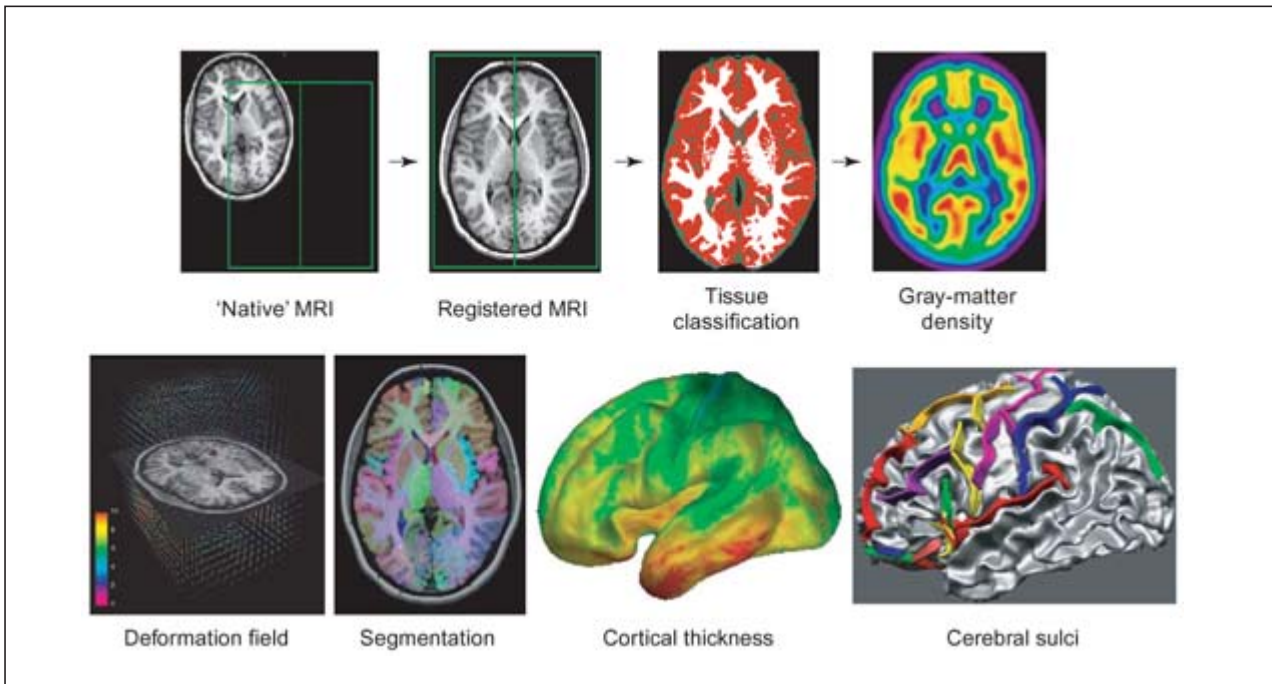 'Native' MRI
Registered MRI
Tissue
classification
Gray-matter
density
Deformation field
Segmentation
Cortical thickness
Cerebral sulci